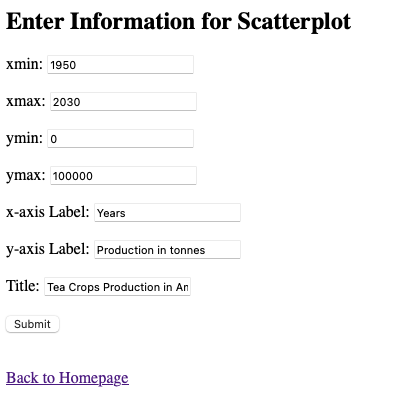 Enter Information for Scatterplot
xmin: 1950
xmax: 2030
ymin: 0
ymax: 100000
x-axis Label: Years
y-axis Label: Production in tonnes
Title: Tea Crops Production in
Submit
Back to Homepage